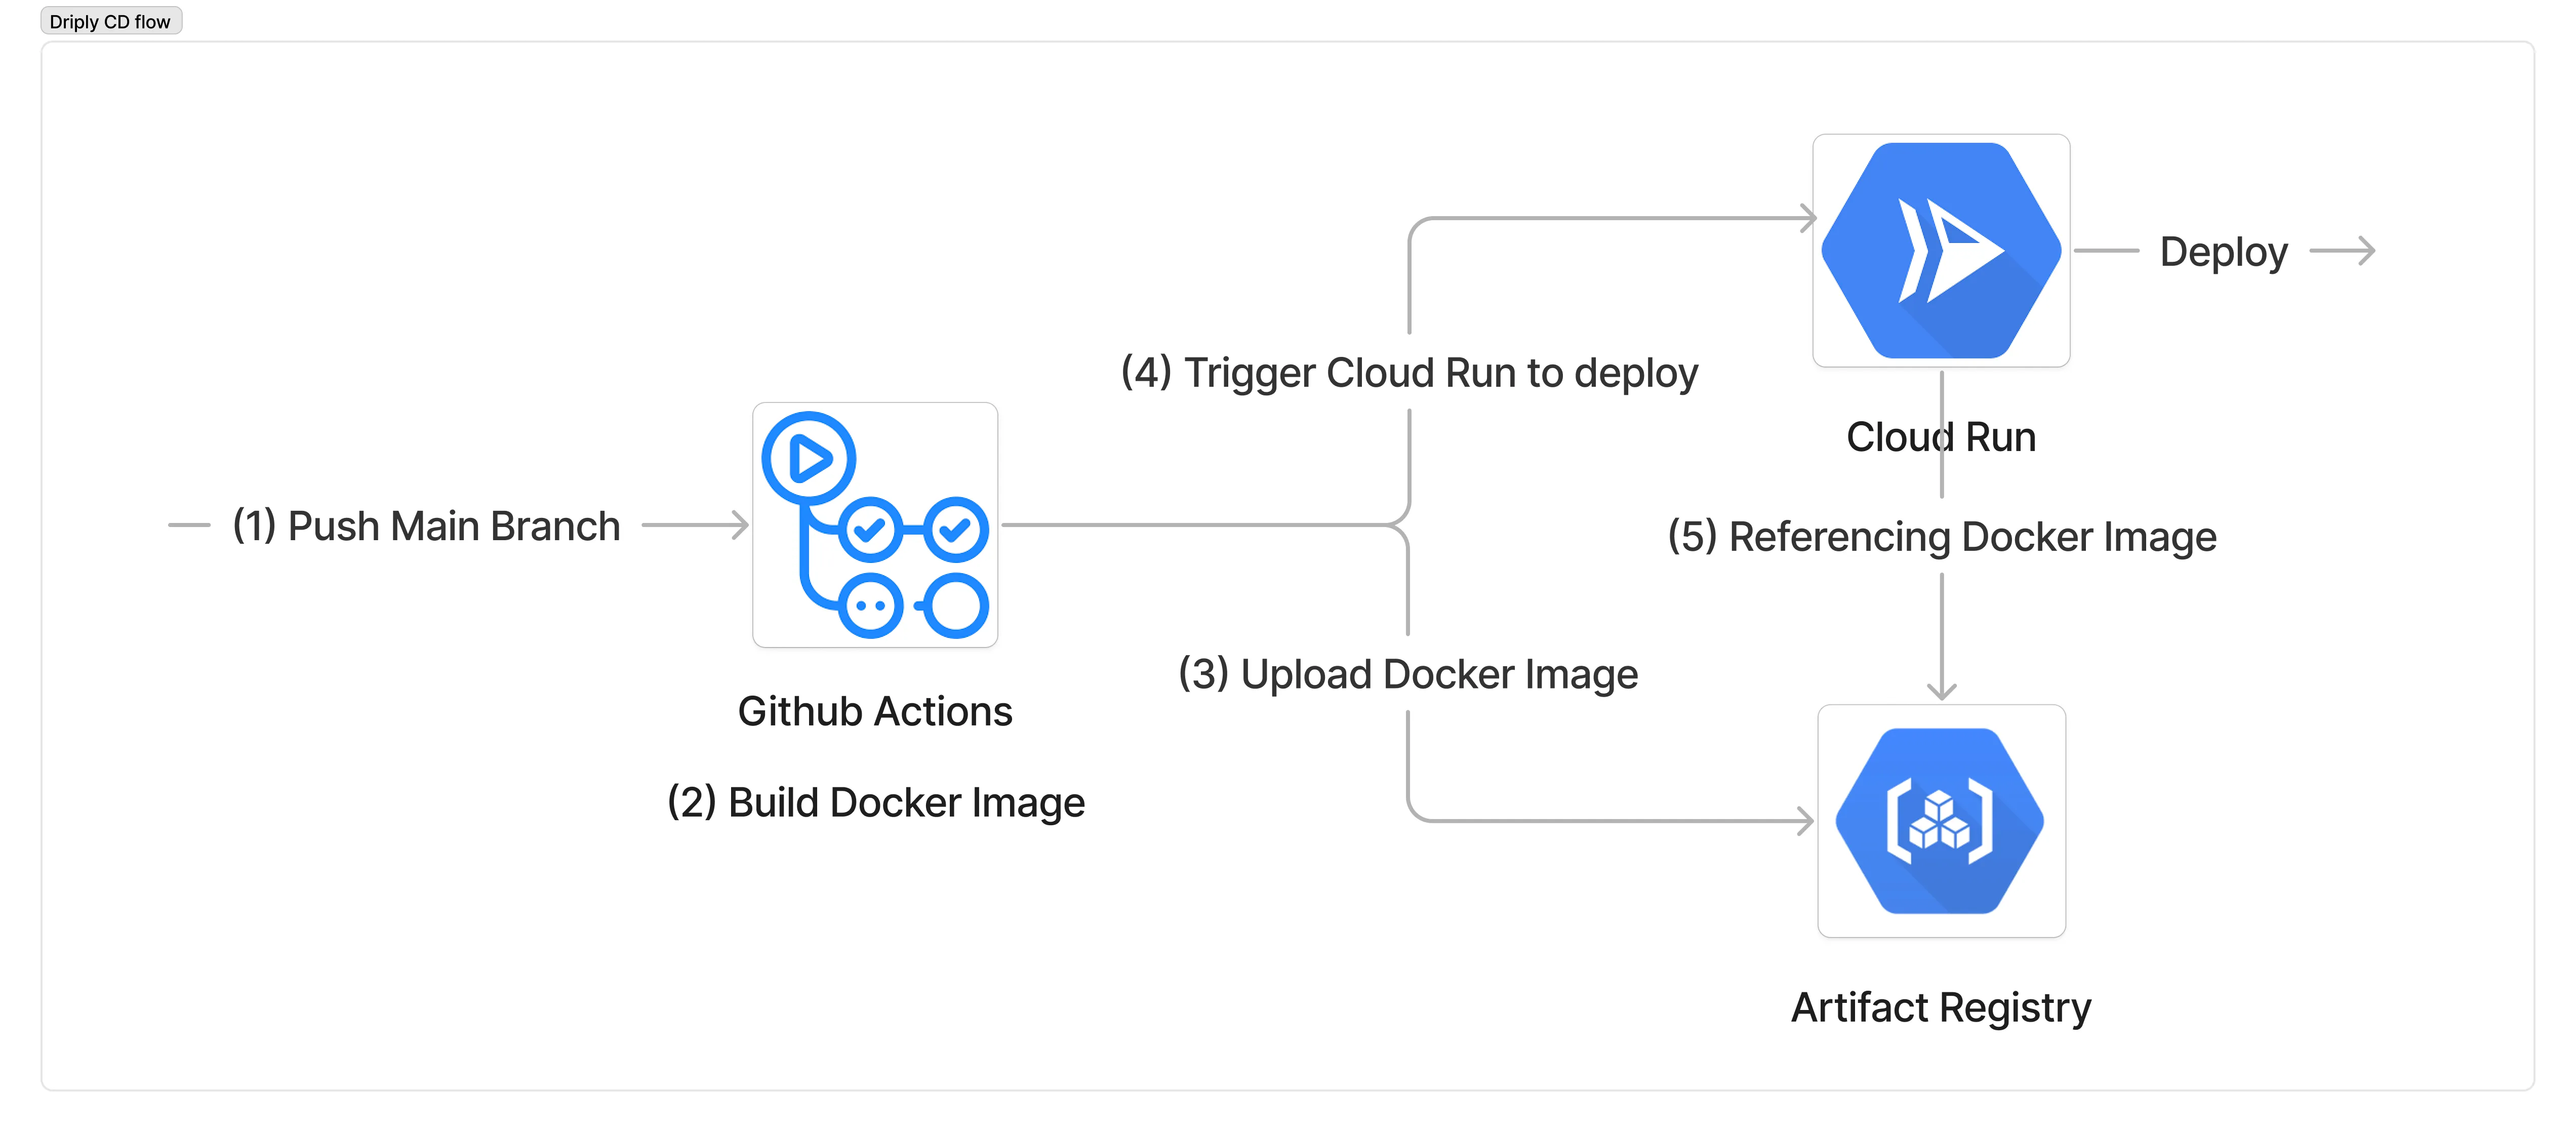 Driply CD flow
(1) Push Main Branch
Github Actions
(2) Build Docker Image
(4) Trigger Cloud Run to deploy
(3) Upload Docker Image
Deploy
Cloud Run
(5) Referencing Docker Image
Artifact Registry